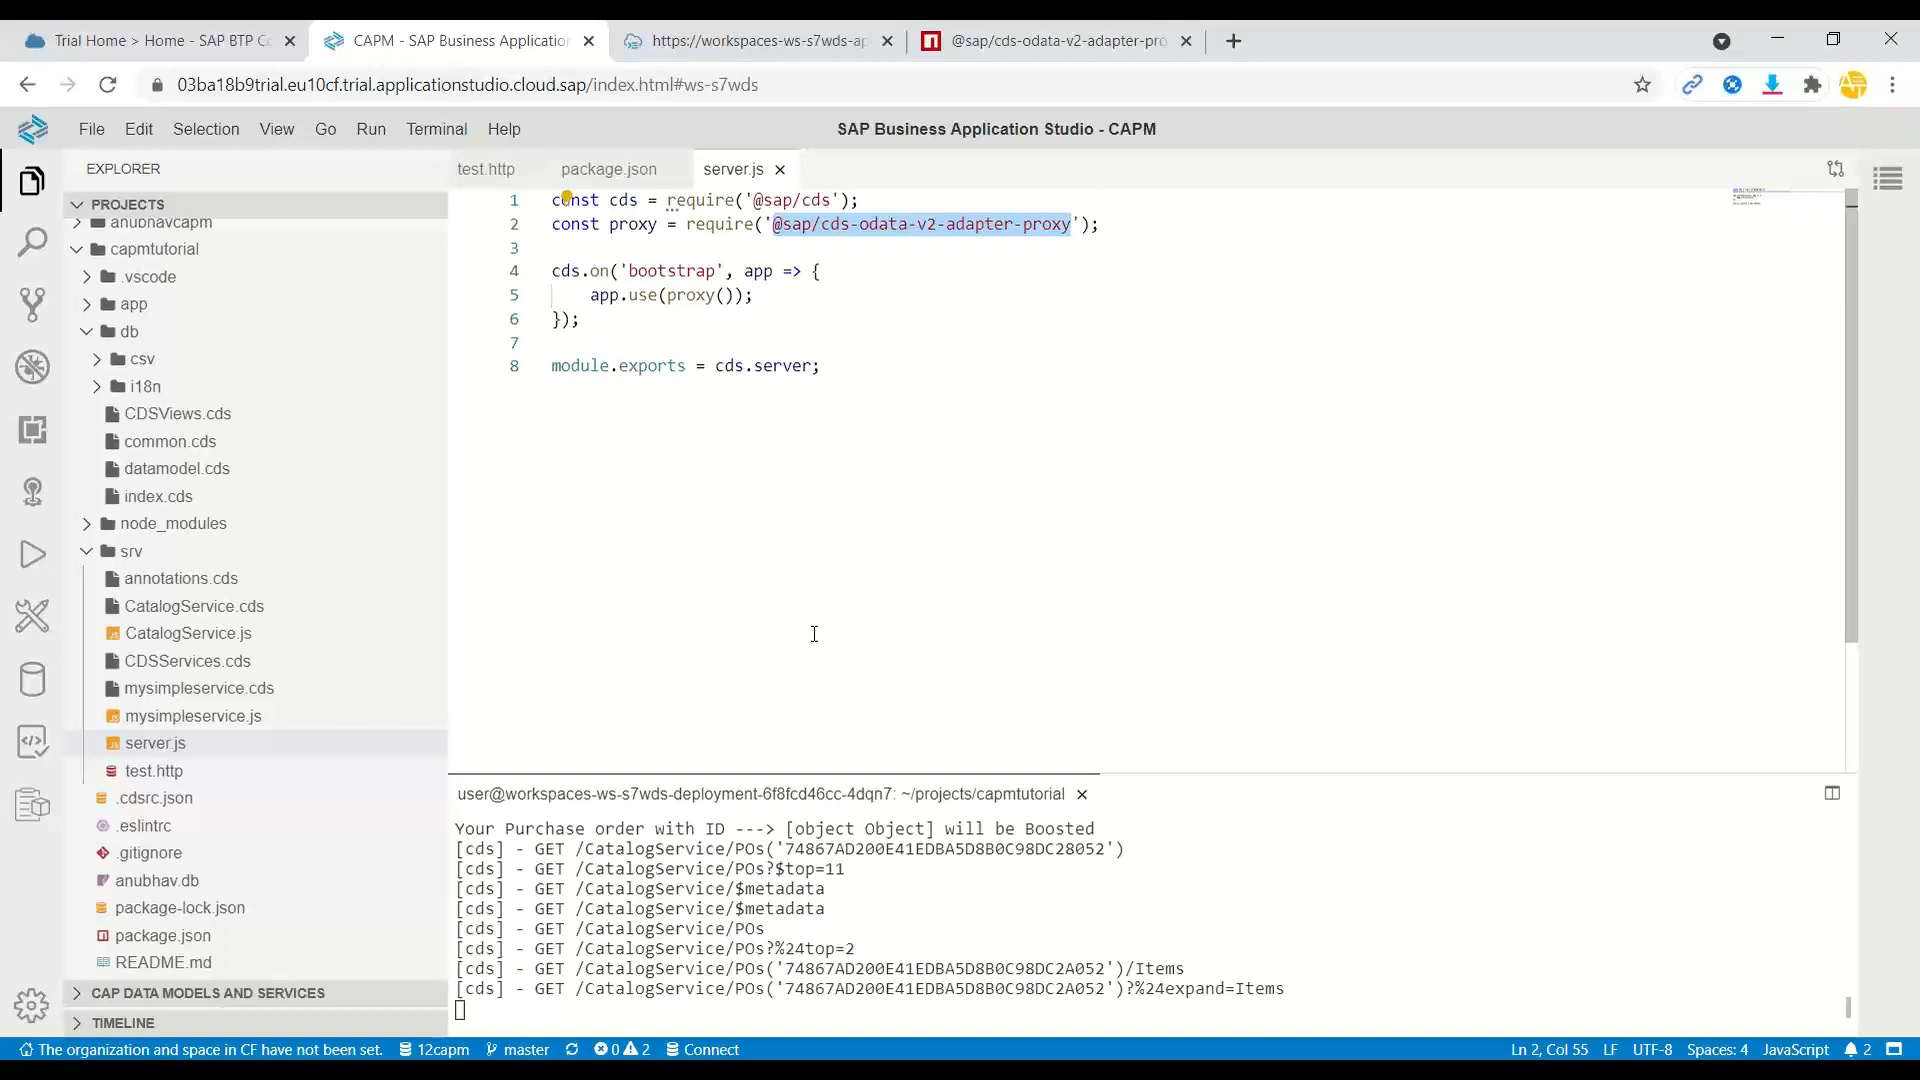 Trial Home > Home - SAP BTP Co
CAPM - SAP Business Application
https://workspaces-ws-s7wds-ap
@sap/cds-odata-v2-adapter-pro
03ba18b9trial.eu10cf.trial.applicationstudio.cloud.sap/index.html#ws-s7wds
File Edit Selection View Go Run Terminal Help
SAP Business Application Studio - CAPM
EXPLORER
PROJECTS
anubhavcapm
capmtutorial
.vscode
app
db
csv
i18n
CDSViews.cds
common.cds
datamodel.cds
index.cds
node_modules
srv
annotations.cds
CatalogService.cds
CatalogService.js
CDSServices.cds
mysimpleservice.cds
mysimpleservice.js
server.js
test.http
.cdsrc.json
.eslintrc
.gitignore
anubhav.db
package-lock.json
package.json
README.md
CAP DATA MODELS AND SERVICES
TIMELINE
test.http package.json server.js
1 const cds = require('@sap/cds');
2 const proxy = require('@sap/cds-odata-v2-adapter-proxy');
3
4 cds.on('bootstrap', app => {
5 app.use(proxy());
6 });
7
8 module.exports = cds.server;
user@workspaces-ws-s7wds-deployment-6f8fcd46cc-4dqn7: ~/projects/capmtutorial
Your Purchase order with ID ---> [object Object] will be Boosted
[cds] - GET /CatalogService/POs('74867AD200E41EDBA5D8B0C98DC28052')
[cds] - GET /CatalogService/POs?$top=11
[cds] - GET /CatalogService/$metadata
[cds] - GET /CatalogService/$metadata
[cds] - GET /CatalogService/POs
[cds] - GET /CatalogService/POs?%24top=2
[cds] - GET /CatalogService/POs('74867AD200E41EDBA5D8B0C98DC2A052')/Items
[cds] - GET /CatalogService/POs('74867AD200E41EDBA5D8B0C98DC2A052')?%24expand=Items
The organization and space in CF have not been set. 12capm master 0 2 Connect
Ln 2, Col 55 LF UTF-8 Spaces: 4 JavaScript 2